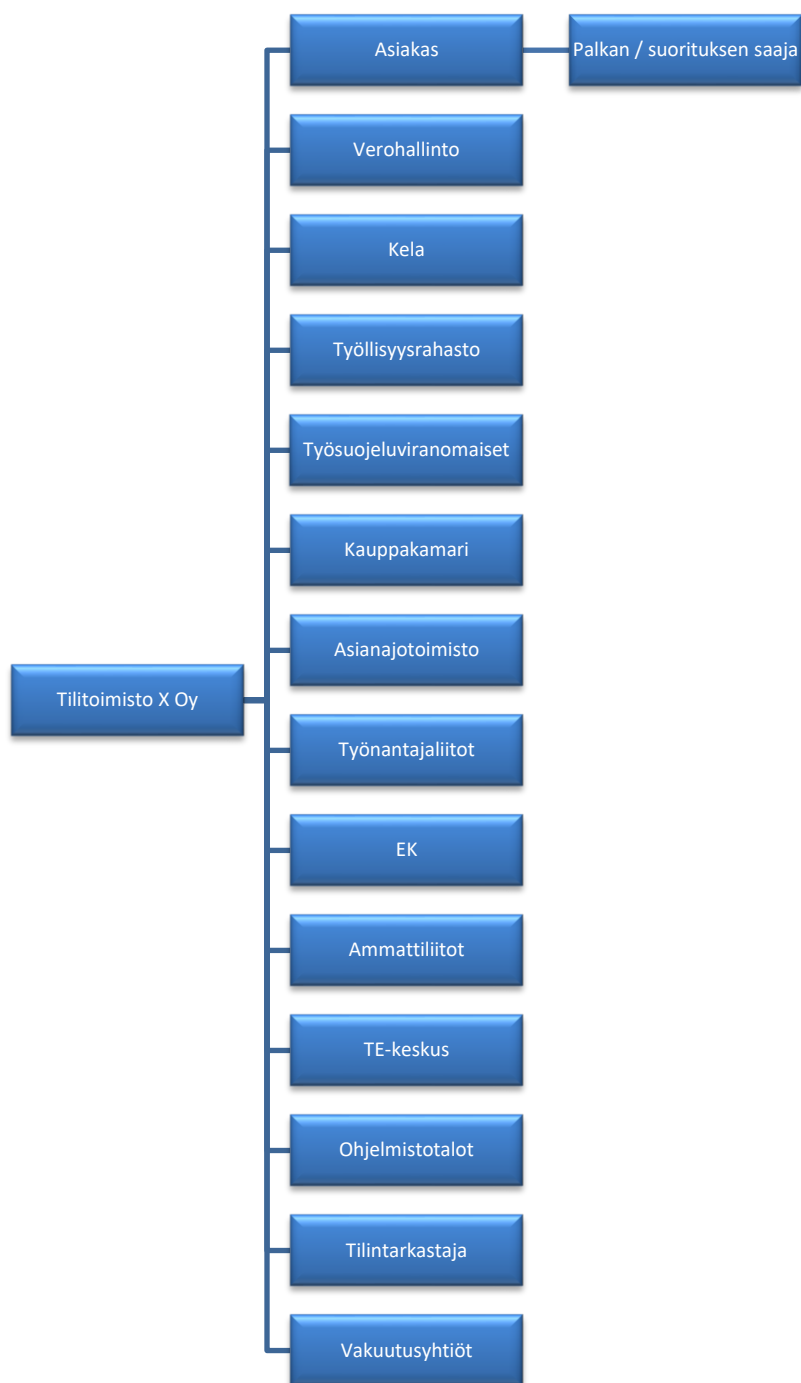 Asiakas
Palkan / suorituksen saaja
Verohallinto
Kela
Työllisyysrahasto
Työsuojeluviranomaiset
Kauppakamari
Asianajotoimisto
Tilitoimisto X Oy
Työnantajaliitot
EK
Ammattiliitot
TE-keskus
Ohjelmistotalot
Tilintarkastaja
Vakuutusyhtiöt